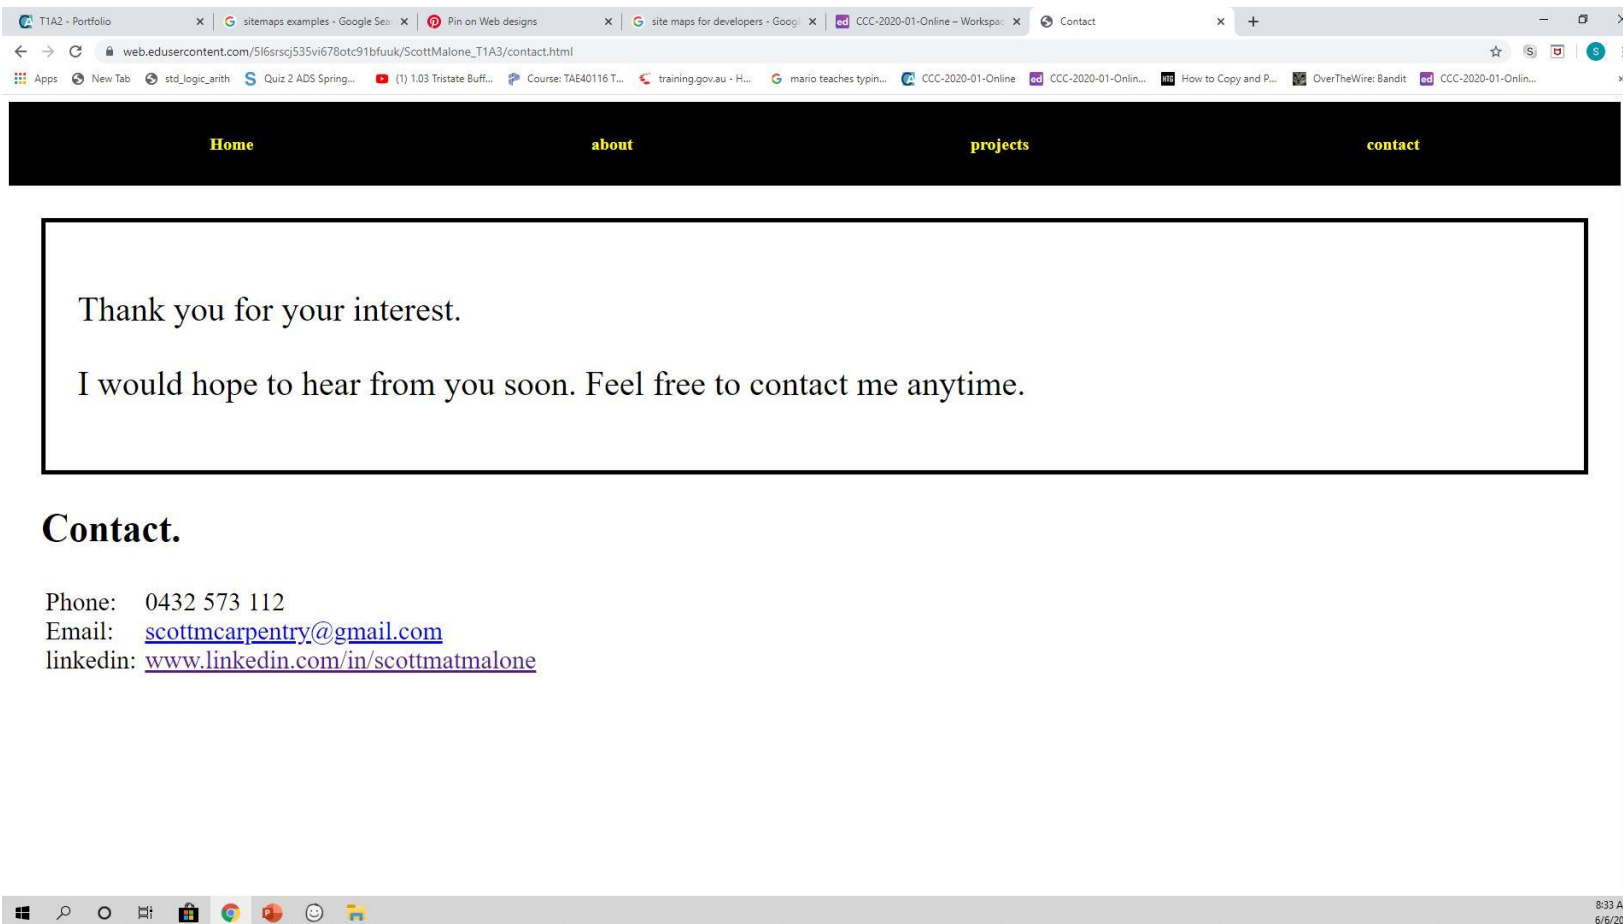 T1A2 - Portfolio
sitemaps examples - Google Sea
Pin on Web designs
site maps for developers - Googl
CCC-2020-01-Online – Workspac
Contact
web.edusercontent.com/5l6srscj535vi678otc91bfuuk/ScottMalone_T1A3/contact.html
Apps
New Tab
std_logic_arith
Quiz 2 ADS Spring...
(1) 1.03 Tristate Buff...
Course: TAE40116 T...
training.gov.au - H...
mario teaches typin...
CCC-2020-01-Online
CCC-2020-01-Onlin...
How to Copy and P...
OverTheWire: Bandit
CCC-2020-01-Onlin...
Home about projects contact
Thank you for your interest.
I would hope to hear from you soon. Feel free to contact me anytime.
Contact.
Phone: 0432 573 112
Email: scottmcarpentry@gmail.com
linkedin: www.linkedin.com/in/scottmatmalone
8:33 A
6/6/20